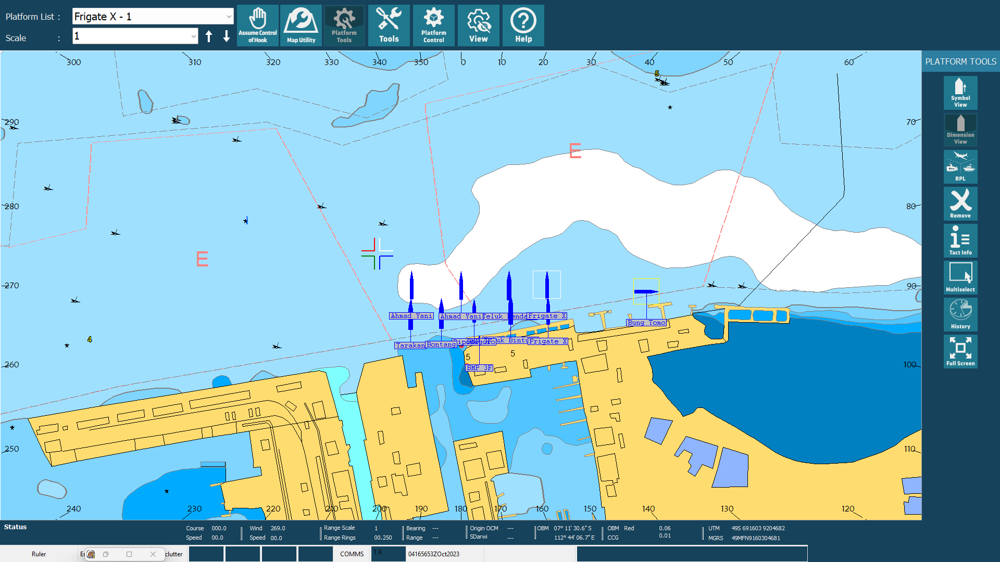 Platform List :
Frigate X - 1
Scale :
1
Assume Control
of Hook
Map Utility
Platform
Tools
Tools
Platform
Control
View
Help
PLATFORM TOOLS
Symbol
View
Dimension
View
RPL
Remove
Tact Info
Multiselect
History
Full Screen
300
310
320
330
340
350
0
10
20
30
40
50
60
5
290
70
E
280
80
E
270
90
Ahmad Yani
Ahmad Yani
Frigate X
Bung Tomo
4
Tarakan
Bontang
Frigate X
260
5
5
100
BMP 3F
250
110
240
230
220
210
200
190
180
170
160
150
140
130
120
Status
Course 000.0
Speed 00.0
Wind 269.0
Speed 00.0
Range Scale 1
Range Rings 00.250
Bearing ---
Range ---
Origin OCM ---
SDarwi ---
OBM 07° 11' 30.6" S
112° 44' 06.7" E
OBM Red 0.06
CCG 0.01
UTM 49S 691603 9204682
MGRS 49MFN9160304681
Ruler
clutter
COMMS
1 X
04165653ZOct2023